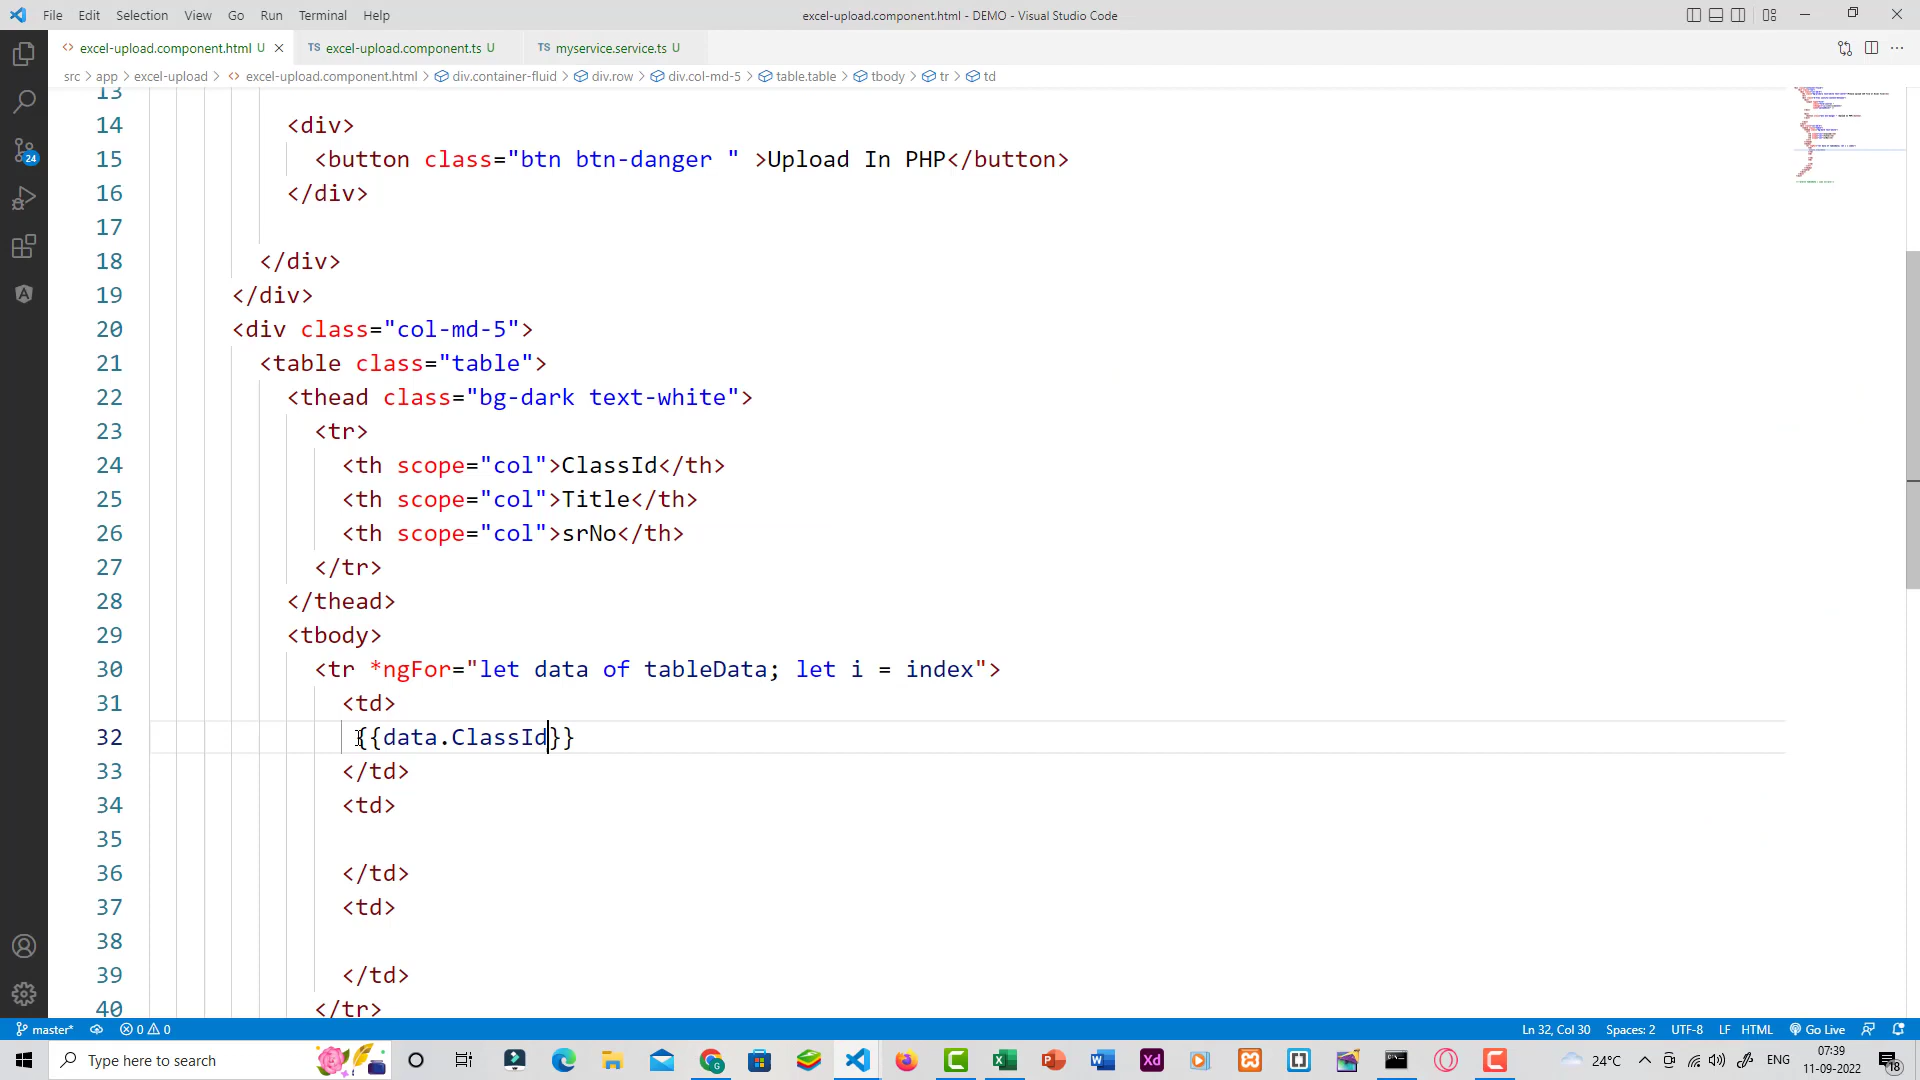 File Edit Selection View Go Run Terminal Help
excel-upload.component.html - DEMO - Visual Studio Code
excel-upload.component.html U
TS excel-upload.component.ts U
TS myservice.service.ts U
src > app > excel-upload > excel-upload.component.html > div.container-fluid > div.row > div.col-md-5 > table.table > tbody > tr > td
13
14 <div>
15 <button class="btn btn-danger " >Upload In PHP</button>
16 </div>
17
18 </div>
19 </div>
20 <div class="col-md-5">
21 <table class="table">
22 <thead class="bg-dark text-white">
23 <tr>
24 <th scope="col">ClassId</th>
25 <th scope="col">Title</th>
26 <th scope="col">srNo</th>
27 </tr>
28 </thead>
29 <tbody>
30 <tr *ngFor="let data of tableData; let i = index">
31 <td>
32 {{data.ClassId}}
33 </td>
34 <td>
35
36 </td>
37 <td>
38
39 </td>
40 </tr>
24
master* 0 0
Ln 32, Col 30 Spaces: 2 UTF-8 LF HTML Go Live
Type here to search
Xd
24°C
ENG
07:39
11-09-2022
18